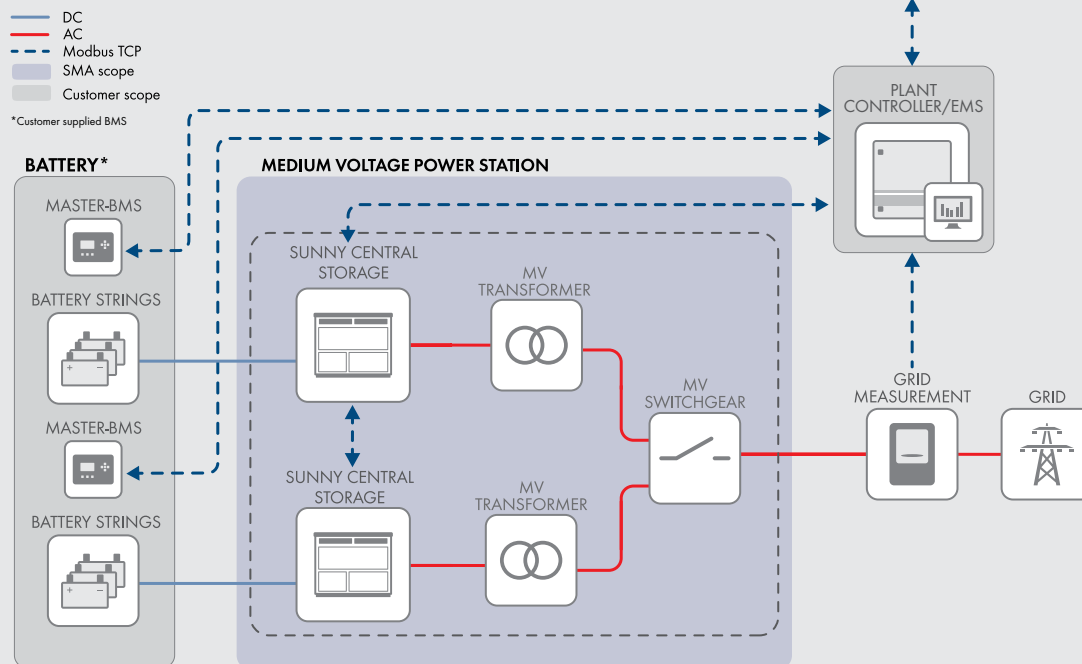 DC
AC
Modbus TCP
SMA scope
Customer scope
*Customer supplied BMS
BATTERY*
MASTER-BMS
BATTERY STRINGS
MASTER-BMS
BATTERY STRINGS
MEDIUM VOLTAGE POWER STATION
SUNNY CENTRAL
STORAGE
MV
TRANSFORMER
SUNNY CENTRAL
STORAGE
MV
TRANSFORMER
MV
SWITCHGEAR
PLANT
CONTROLLER/EMS
GRID
MEASUREMENT
GRID